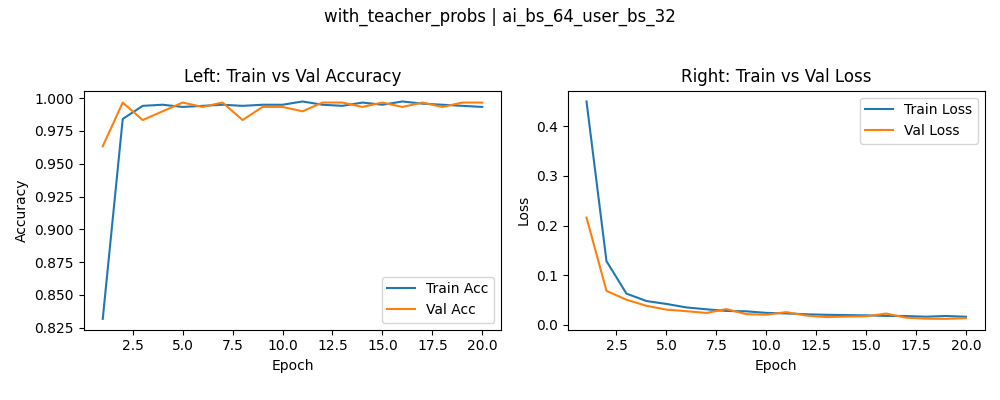 with_teacher_probs | ai_bs_64_user_bs_32
Left: Train vs Val Accuracy
1.000
0.975
0.950
0.925
0.900
0.875
0.850
0.825
Accuracy
Train Acc
Val Acc
2.5 5.0 7.5 10.0 12.5 15.0 17.5 20.0
Epoch
Right: Train vs Val Loss
0.4
0.3
0.2
0.1
0.0
Loss
Train Loss
Val Loss
2.5 5.0 7.5 10.0 12.5 15.0 17.5 20.0
Epoch